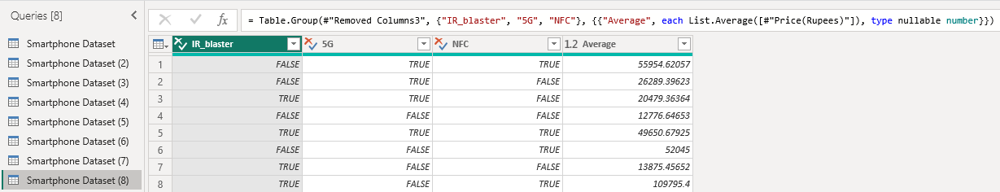 Queries [8]
Smartphone Dataset
Smartphone Dataset (2)
Smartphone Dataset (3)
Smartphone Dataset (4)
Smartphone Dataset (5)
Smartphone Dataset (6)
Smartphone Dataset (7)
Smartphone Dataset (8)
fx = Table.Group(#"Removed Columns3", {"IR_blaster", "5G", "NFC"}, {{"Average", each List.Average([#"Price(Rupees)"]), type nullable number}})
IR_blaster 5G NFC 1.2 Average
1 FALSE TRUE TRUE 55954.62057
2 FALSE TRUE FALSE 26289.39623
3 TRUE TRUE FALSE 20479.36364
4 FALSE FALSE FALSE 12776.64653
5 TRUE TRUE TRUE 49650.67925
6 FALSE FALSE TRUE 52045
7 TRUE FALSE FALSE 13875.45652
8 TRUE FALSE TRUE 109795.4